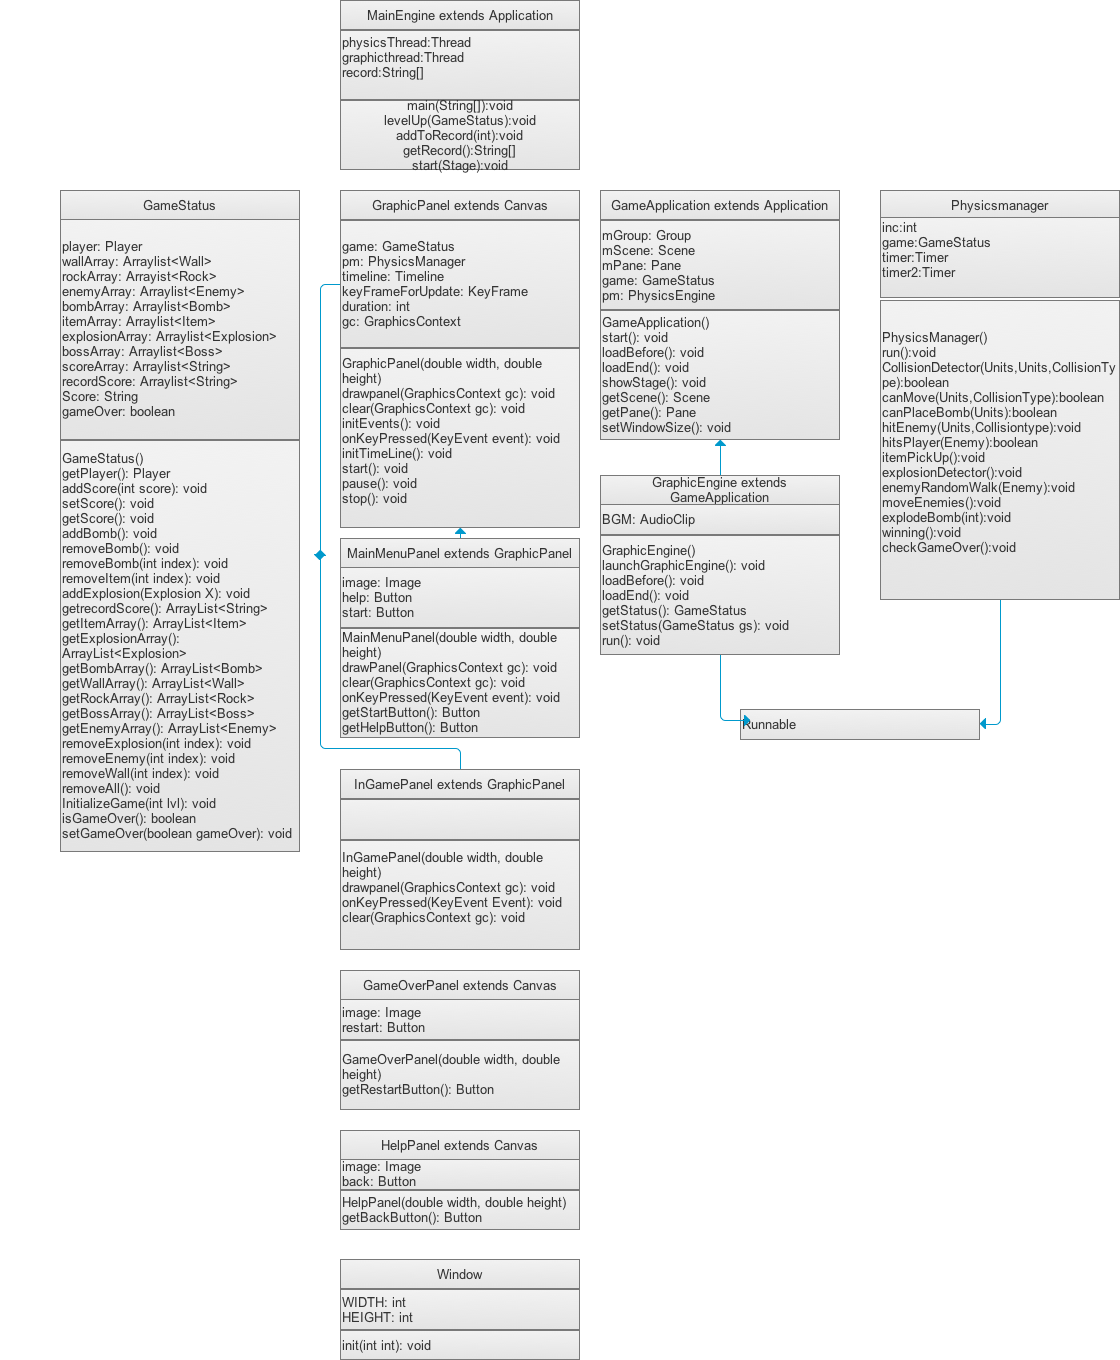 MainEngine extends Application
physicsThread:Thread
graphicthread:Thread
record:String[]
main(String[]):void
levelUp(GameStatus):void
addToRecord(int):void
getRecord():String[]
start(Stage):void
GameStatus
player: Player
wallArray: Arraylist<Wall>
rockArray: Arraylist<Rock>
enemyArray: Arraylist<Enemy>
bombArray: Arraylist<Bomb>
itemArray: Arraylist<Item>
explosionArray: Arraylist<Explosion>
bossArray: Arraylist<Boss>
scoreArray: Arraylist<String>
recordScore: Arraylist<String>
Score: String
gameOver: boolean
GameStatus()
getPlayer(): Player
addScore(int score): void
setScore(): void
getScore(): void
addBomb(): void
removeBomb(): void
removeBomb(int index): void
removeItem(int index): void
addExplosion(Explosion X): void
getrecordScore(): ArrayList<String>
getItemArray(): ArrayList<Item>
getExplosionArray():
ArrayList<Explosion>
getBombArray(): ArrayList<Bomb>
getWallArray(): ArrayList<Wall>
getRockArray(): ArrayList<Rock>
getBossArray(): ArrayList<Boss>
getEnemyArray(): ArrayList<Enemy>
removeExplosion(int index): void
removeEnemy(int index): void
removeWall(int index): void
removeAll(): void
InitializeGame(int lvl): void
isGameOver(): boolean
setGameOver(boolean gameOver): void
GraphicPanel extends Canvas
game: GameStatus
pm: PhysicsManager
timeline: Timeline
keyFrameForUpdate: KeyFrame
duration: int
gc: GraphicsContext
GraphicPanel(double width, double
height)
drawpanel(GraphicsContext gc): void
clear(GraphicsContext gc): void
initEvents(): void
onKeyPressed(KeyEvent event): void
initTimeLine(): void
start(): void
pause(): void
stop(): void
MainMenuPanel extends GraphicPanel
image: Image
help: Button
start: Button
MainMenuPanel(double width, double
height)
drawPanel(GraphicsContext gc): void
clear(GraphicsContext gc): void
onKeyPressed(KeyEvent event): void
getStartButton(): Button
getHelpButton(): Button
InGamePanel extends GraphicPanel
InGamePanel(double width, double
height)
drawpanel(GraphicsContext gc): void
onKeyPressed(KeyEvent Event): void
clear(GraphicsContext gc): void
GameOverPanel extends Canvas
image: Image
restart: Button
GameOverPanel(double width, double
height)
getRestartButton(): Button
HelpPanel extends Canvas
image: Image
back: Button
HelpPanel(double width, double height)
getBackButton(): Button
Window
WIDTH: int
HEIGHT: int
init(int int): void
GameApplication extends Application
mGroup: Group
mScene: Scene
mPane: Pane
game: GameStatus
pm: PhysicsEngine
GameApplication()
start(): void
loadBefore(): void
loadEnd(): void
showStage(): void
getScene(): Scene
getPane(): Pane
setWindowSize(): void
GraphicEngine extends
GameApplication
BGM: AudioClip
GraphicEngine()
launchGraphicEngine(): void
loadBefore(): void
loadEnd(): void
getStatus(): GameStatus
setStatus(GameStatus gs): void
run(): void
Physicsmanager
inc:int
game:GameStatus
timer:Timer
timer2:Timer
PhysicsManager()
run():void
CollisionDetector(Units,Units,CollisionTy
pe):boolean
canMove(Units,CollisionType):boolean
canPlaceBomb(Units):boolean
hitEnemy(Units,Collisiontype):void
hitsPlayer(Enemy):boolean
itemPickUp():void
explosionDetector():void
enemyRandomWalk(Enemy):void
moveEnemies():void
explodeBomb(int):void
winning():void
checkGameOver():void
Runnable